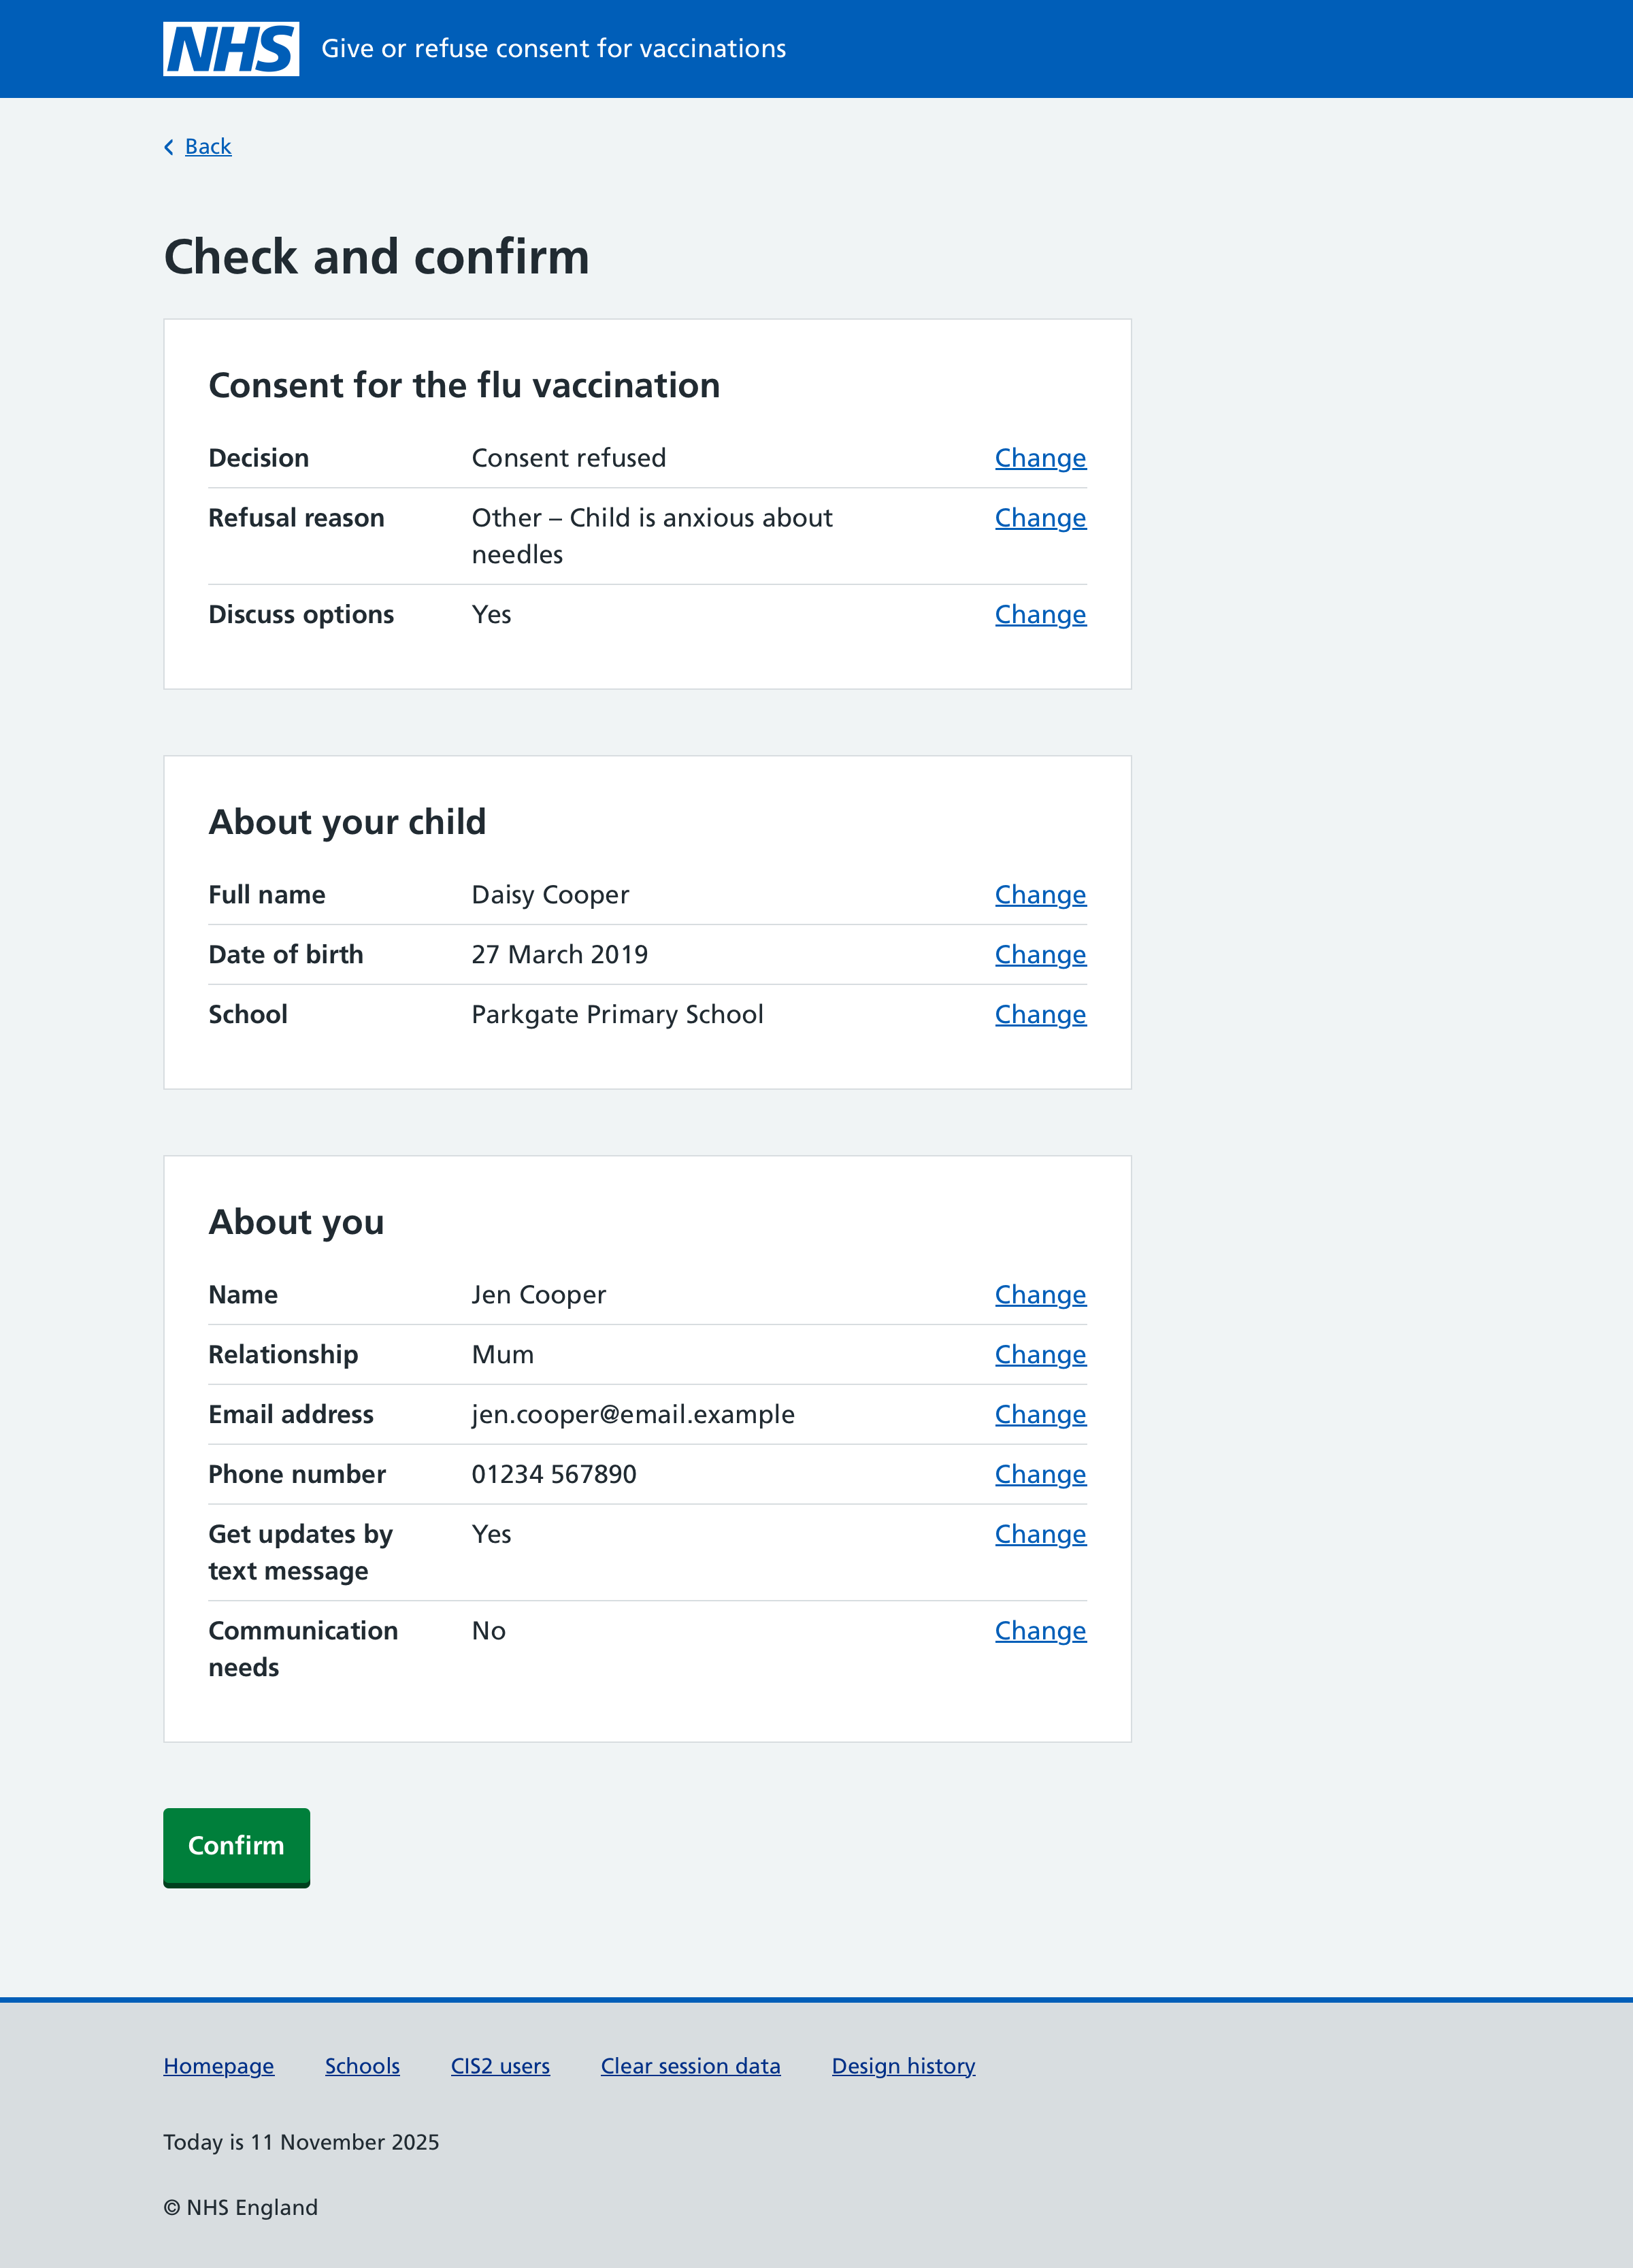 NHS Give or refuse consent for vaccinations
Back
Check and confirm
Consent for the flu vaccination
Decision Consent refused Change
Refusal reason Other – Child is anxious about Change
needles
Discuss options Yes Change
About your child
Full name Daisy Cooper Change
Date of birth 27 March 2019 Change
School Parkgate Primary School Change
About you
Name Jen Cooper Change
Relationship Mum Change
Email address jen.cooper@email.example Change
Phone number 01234 567890 Change
Get updates by Yes Change
text message
Communication No Change
needs
Confirm
Homepage Schools CIS2 users Clear session data Design history
Today is 11 November 2025
© NHS England